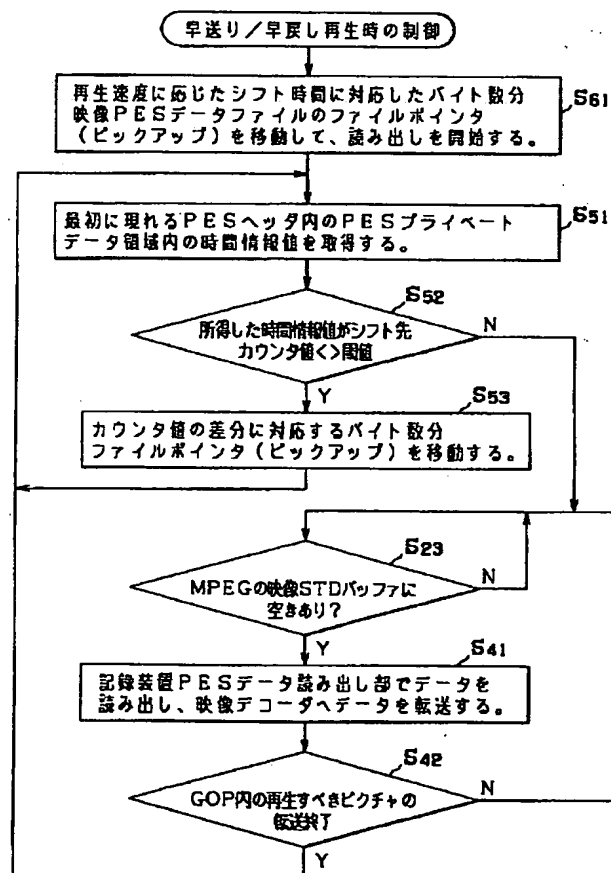 早送り／早戻し再生時の制御
S61
再生速度に応じたシフト時間に対応したバイト数分
映像PESデータファイルのファイルポインタ
(ピックアップ)を移動して、読み出しを開始する。
S51
最初に現れるPESヘッダ内のPESプライベート
データ領域内の時間情報値を取得する。
S52
所得した時間情報値がシフト先
カウンタ値<>閾値
N
Y
S53
カウンタ値の差分に対応するバイト数分
ファイルポインタ(ピックアップ)を移動する。
S23
MPEGの映像STDバッファに
空きあり?
N
Y
S41
記録装置PESデータ読み出し部でデータを
読み出し、映像デコーダへデータを転送する。
S42
GOP内の再生すべきピクチャの
転送終了
N
Y